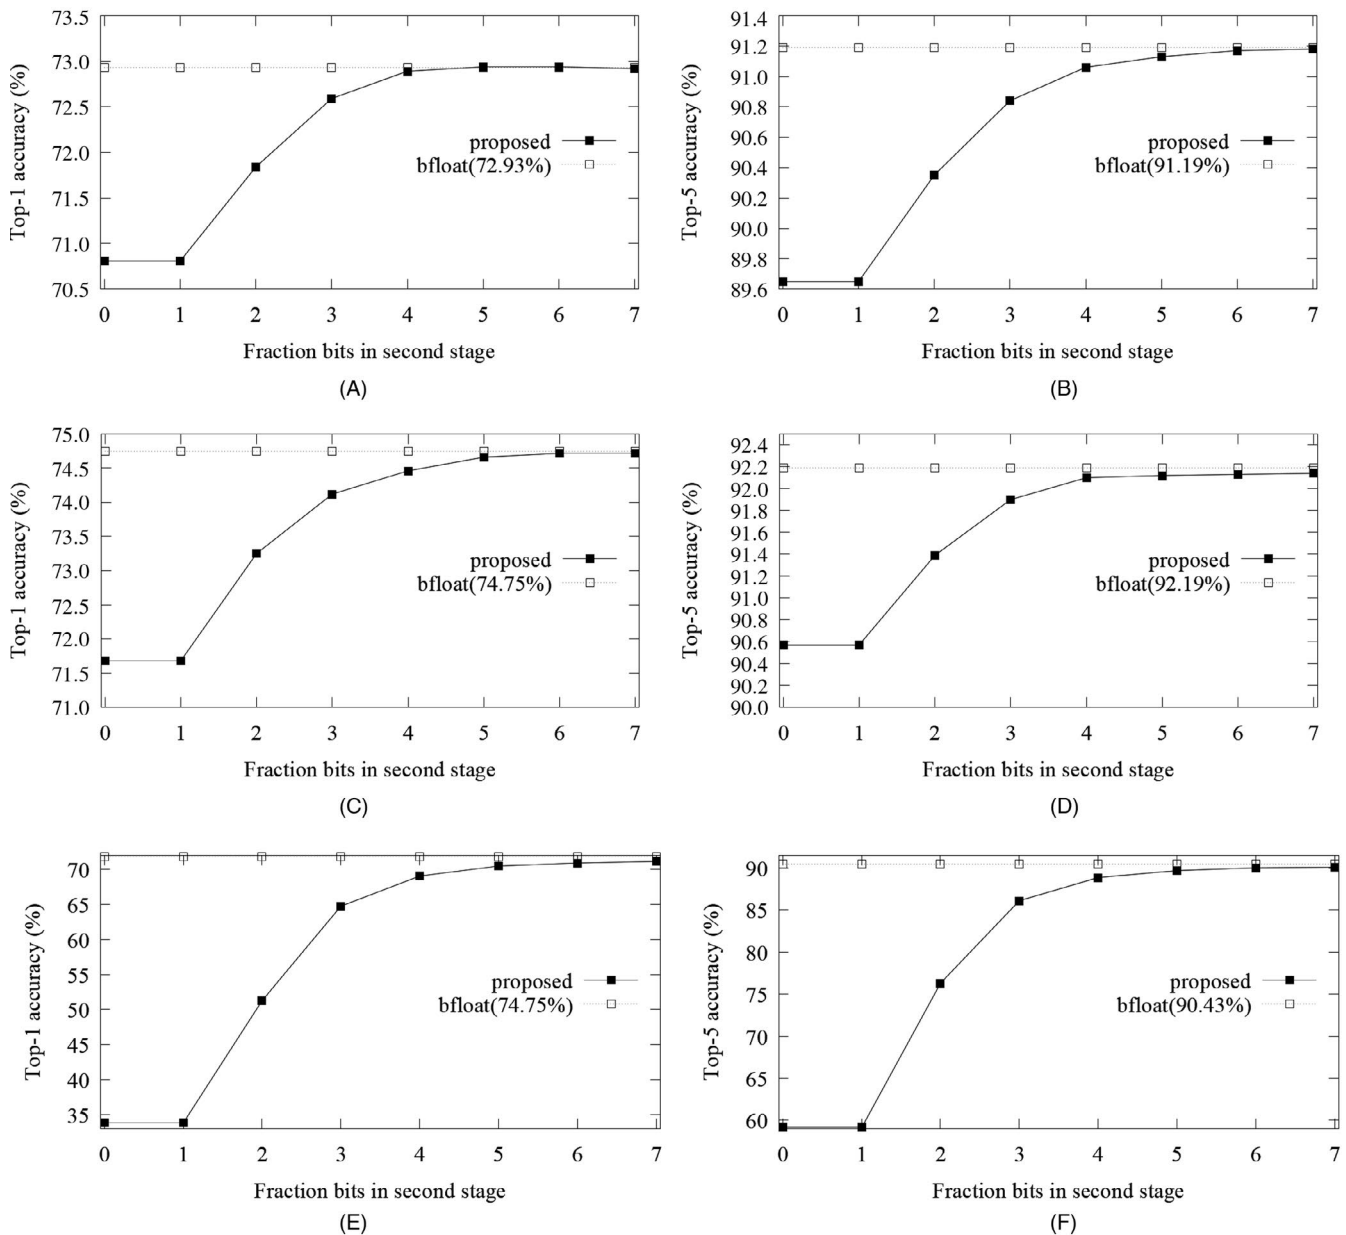 73.5
73.0
72.5
72.0
71.5
71.0
70.5
Top-1 accuracy (%)
proposed
bfloat(72.93%)
0 1 2 3 4 5 6 7
Fraction bits in second stage
(A)
91.4
91.2
91.0
90.8
90.6
90.4
90.2
90.0
89.8
89.6
Top-5 accuracy (%)
proposed
bfloat(91.19%)
0 1 2 3 4 5 6 7
Fraction bits in second stage
(B)
75.0
74.5
74.0
73.5
73.0
72.5
72.0
71.5
71.0
Top-1 accuracy (%)
proposed
bfloat(74.75%)
0 1 2 3 4 5 6 7
Fraction bits in second stage
(C)
92.4
92.2
92.0
91.8
91.6
91.4
91.2
91.0
90.8
90.6
90.4
90.2
90.0
Top-5 accuracy (%)
proposed
bfloat(92.19%)
0 1 2 3 4 5 6 7
Fraction bits in second stage
(D)
70
65
60
55
50
45
40
35
Top-1 accuracy (%)
proposed
bfloat(74.75%)
0 1 2 3 4 5 6 7
Fraction bits in second stage
(E)
90
85
80
75
70
65
60
Top-5 accuracy (%)
proposed
bfloat(90.43%)
0 1 2 3 4 5 6 7
Fraction bits in second stage
(F)